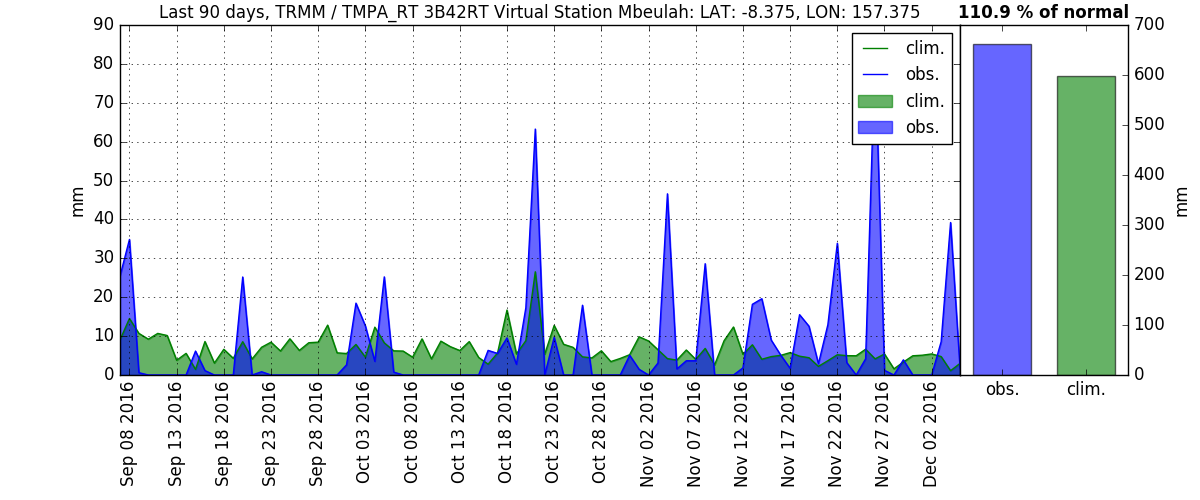 Last 90 days, TRMM / TMPA_RT 3B42RT Virtual Station Mbeulah: LAT: -8.375, LON: 157.375
110.9 % of normal
90
80
70
60
50
40
30
20
10
0
mm
clim.
obs.
clim.
obs.
Sep 08 2016
Sep 13 2016
Sep 18 2016
Sep 23 2016
Sep 28 2016
Oct 03 2016
Oct 08 2016
Oct 13 2016
Oct 18 2016
Oct 23 2016
Oct 28 2016
Nov 02 2016
Nov 07 2016
Nov 12 2016
Nov 17 2016
Nov 22 2016
Nov 27 2016
Dec 02 2016
700
600
500
400
300
200
100
0
mm
obs.
clim.